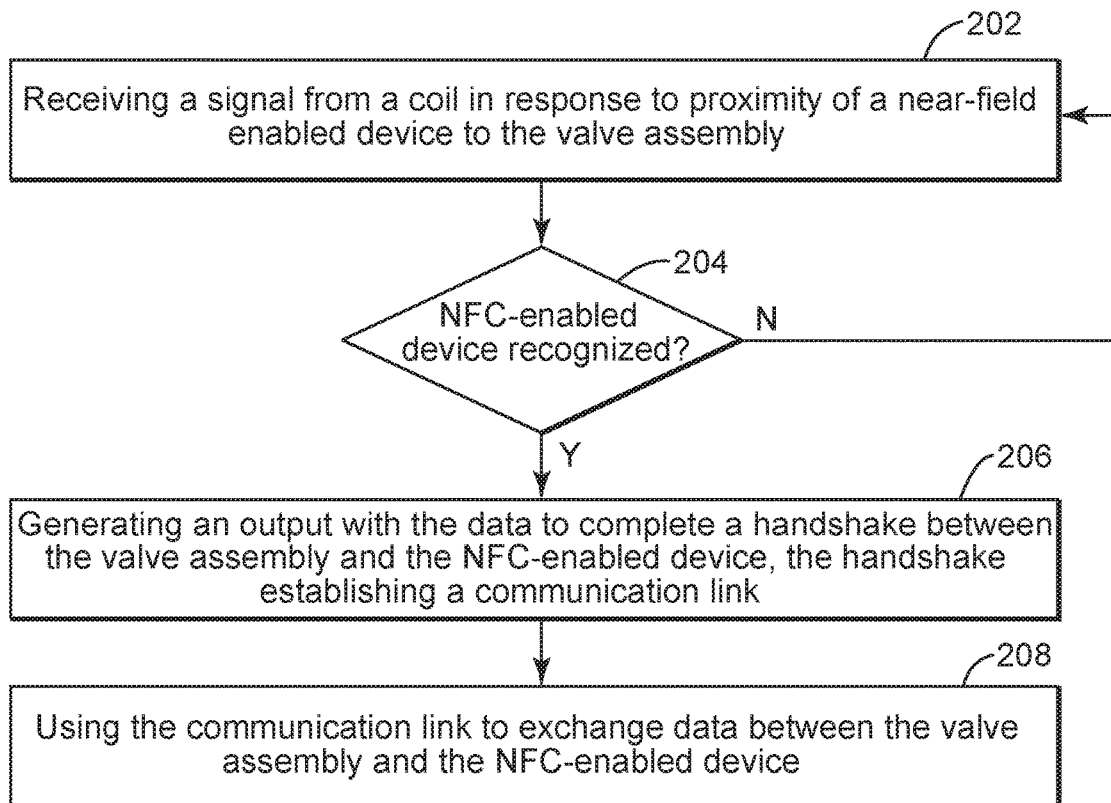 202
Receiving a signal from a coil in response to proximity of a near-field
enabled device to the valve assembly
204
NFC-enabled
device recognized?
N
Y
206
Generating an output with the data to complete a handshake between
the valve assembly and the NFC-enabled device, the handshake
establishing a communication link
208
Using the communication link to exchange data between the valve
assembly and the NFC-enabled device